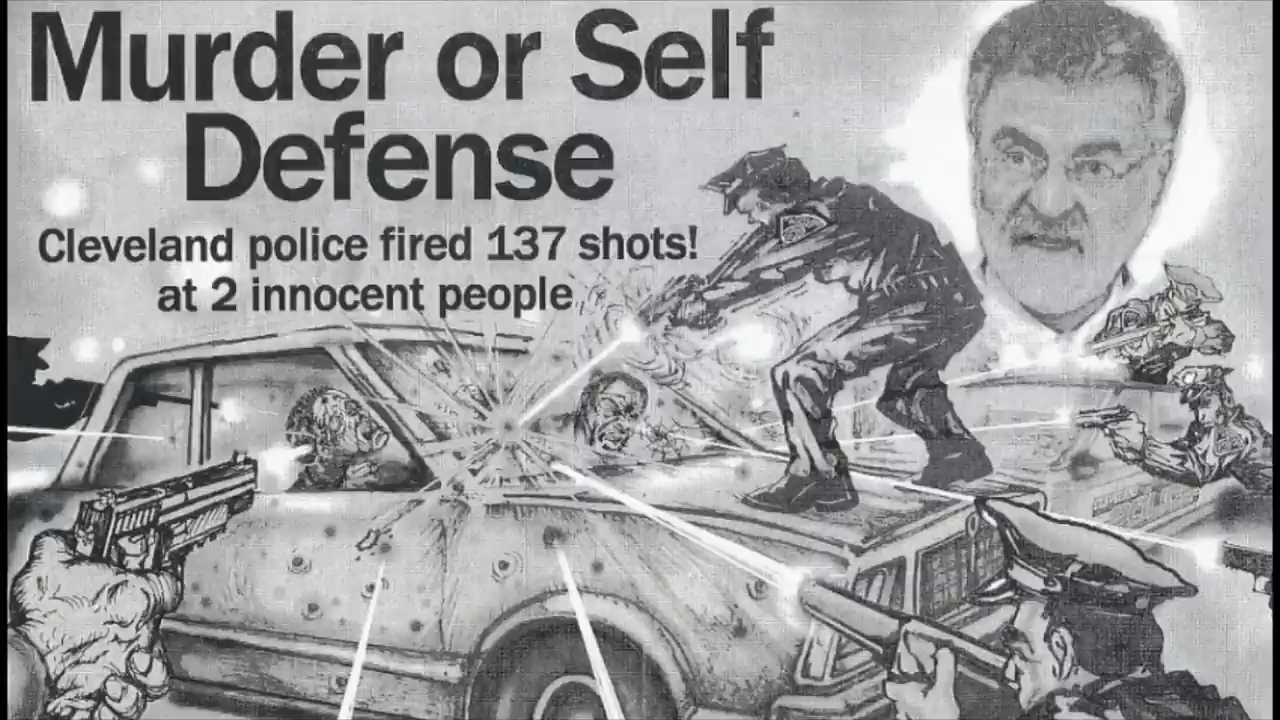 Murder or Self
Defense
Cleveland police fired 137 shots!
at 2 innocent people